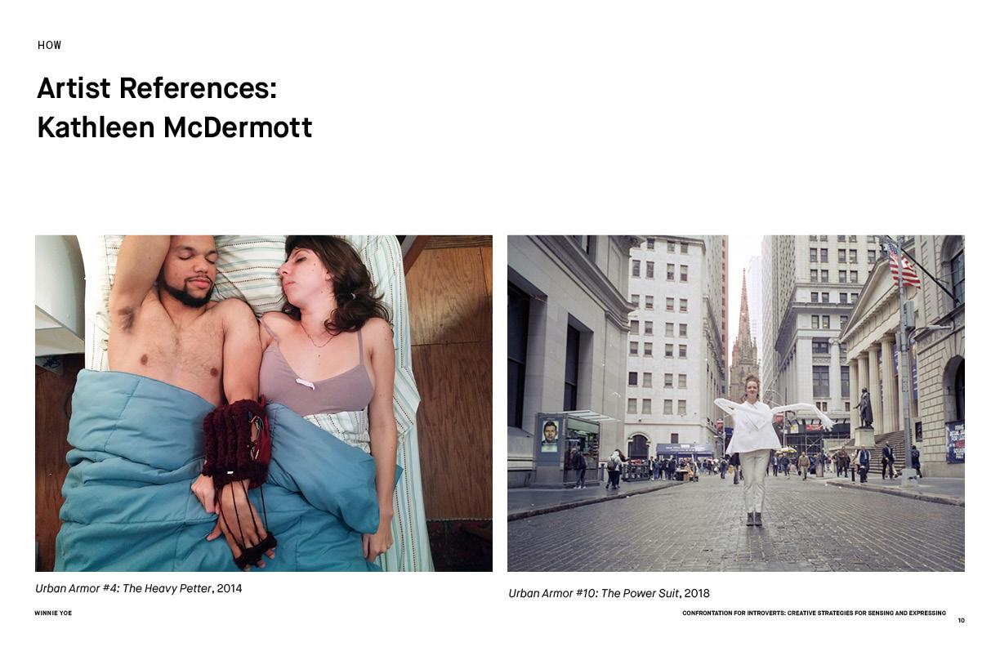 HOW
Artist References:
Kathleen McDermott
Urban Armor #4: The Heavy Petter, 2014
Urban Armor #10: The Power Suit, 2018
WINNIE YOE
CONFRONTATION FOR INTROVERTS: CREATIVE STRATEGIES FOR SENSING AND EXPRESSING
10